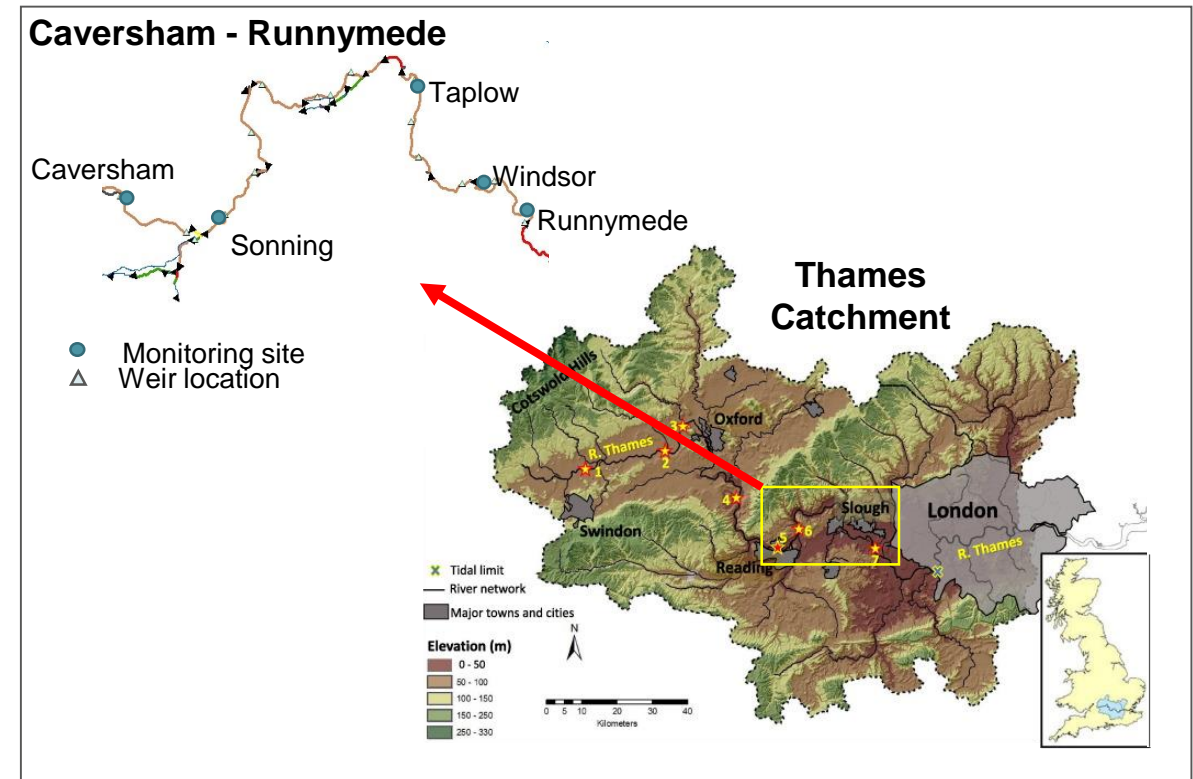 Caversham - Runnymede
Taplow
Caversham
Windsor
Runnymede
Sonning
Monitoring site
Weir location
Thames
Catchment
Cotswold Hills
3
Oxford
R. Thames
2
1
4
Slough
London
Swindon
6
5
7
R. Thames
Reading
Tidal limit
River network
Major towns and cities
N
Elevation (m)
0 - 50
50 - 100
100 - 150
150 - 250
250 - 330
0 5 10 20 30 40
Kilometers